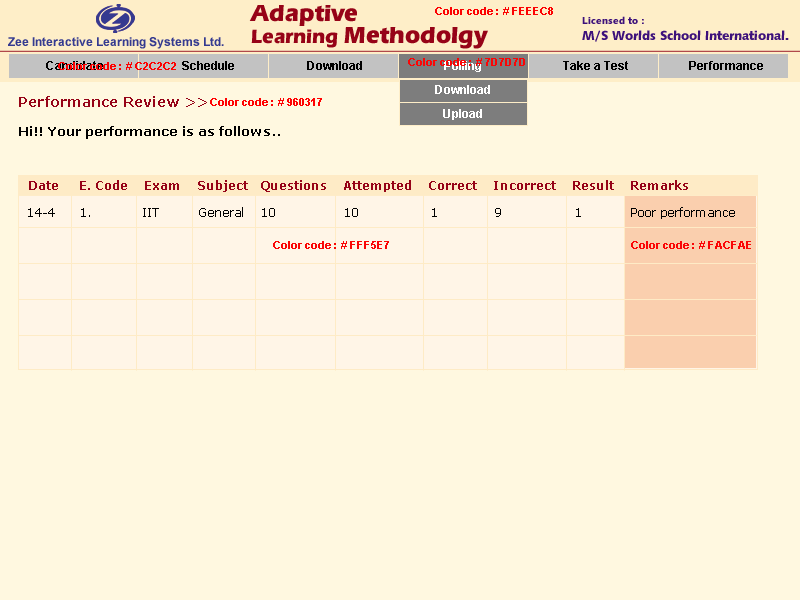 Zee Interactive Learning Systems Ltd.
Adaptive
Learning Methodolgy
Color code : #FEEEC8
Licensed to :
M/S Worlds School International.
Candidate
Color code : #C2C2C2
Schedule
Download
Polling
Color code : #7D7D7D
Take a Test
Performance
Download
Upload
Performance Review >>
Color code : #960317
Hi!! Your performance is as follows..
Date E. Code Exam Subject Questions Attempted Correct Incorrect Result Remarks
14-4 1. IIT General 10 10 1 9 1 Poor performance
Color code : #FFF5E7
Color code : #FACFAE